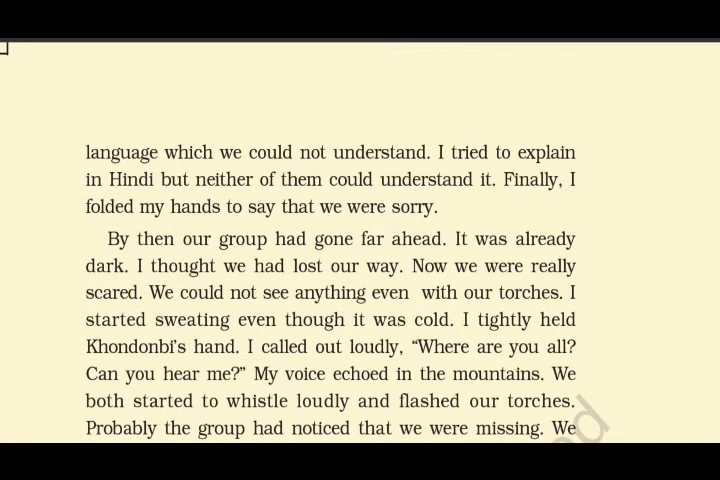 language which we could not understand. I tried to explain
in Hindi but neither of them could understand it. Finally, I
folded my hands to say that we were sorry.
By then our group had gone far ahead. It was already
dark. I thought we had lost our way. Now we were really
scared. We could not see anything even with our torches. I
started sweating even though it was cold. I tightly held
Khondonbi's hand. I called out loudly, “Where are you all?
Can you hear me?” My voice echoed in the mountains. We
both started to whistle loudly and flashed our torches.
Probably the group had noticed that we were missing. We